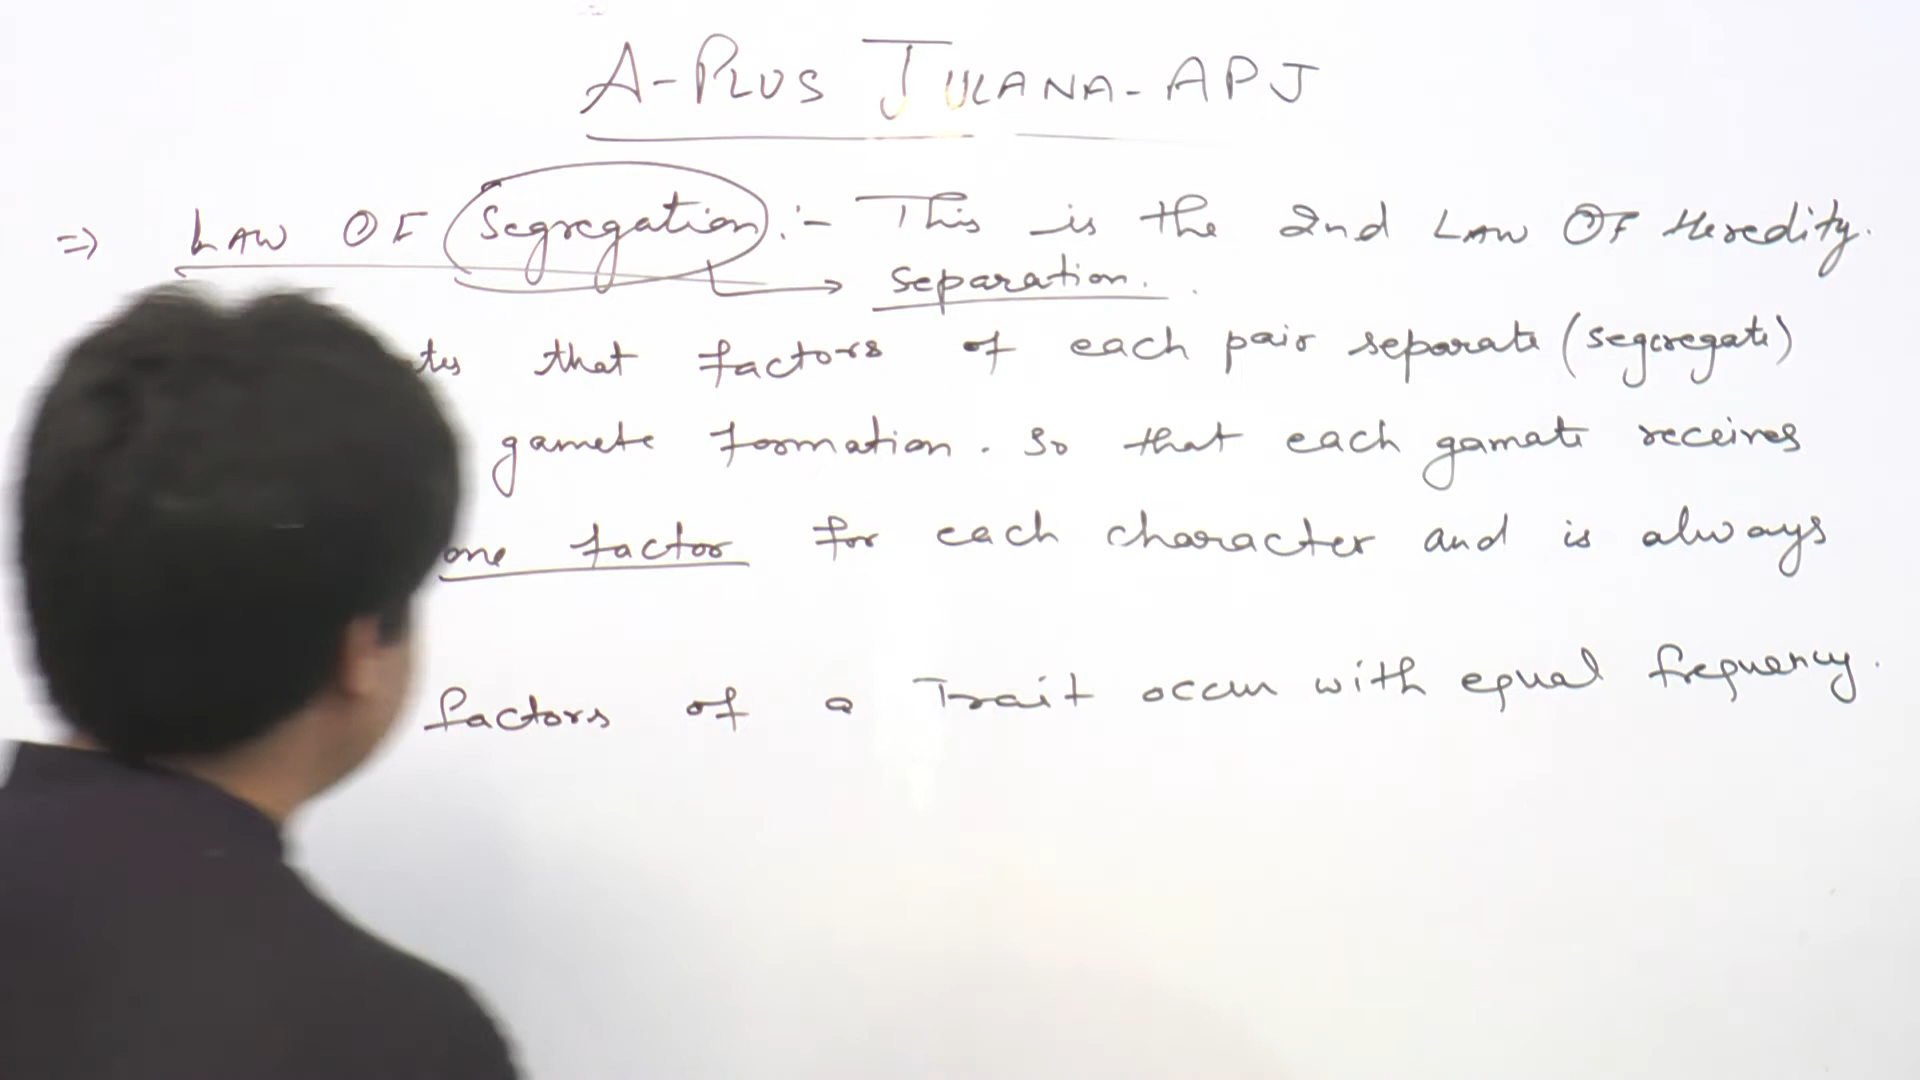 A-PLUS JULANA-APJ
=> LAW OF Segregation :- This is the 2nd LAW OF Heredity.
separation.
that factors of each pair separate (segregate)
gamete formation. So that each gamate receives
one factor for each character and is always
factors of a Trait occur with equal frequency.